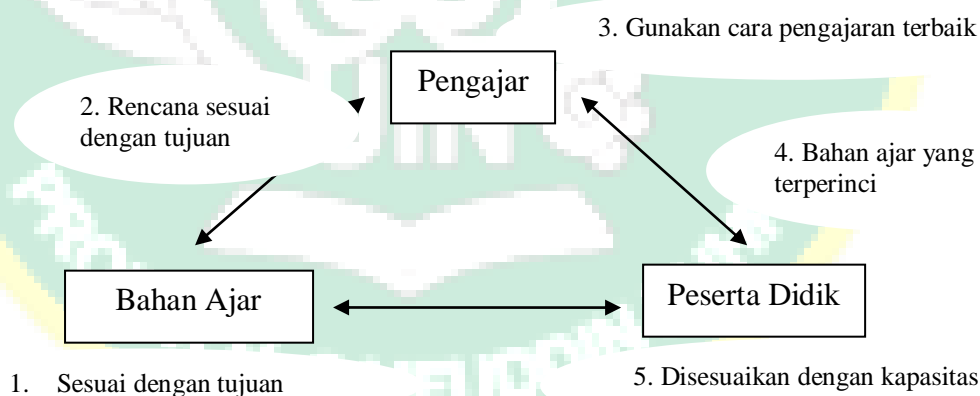 3. Gunakan cara pengajaran terbaik
Pengajar
2. Rencana sesuai
dengan tujuan
4. Bahan ajar yang
terperinci
Bahan Ajar
Peserta Didik
1. Sesuai dengan tujuan
5. Disesuaikan dengan kapasitas